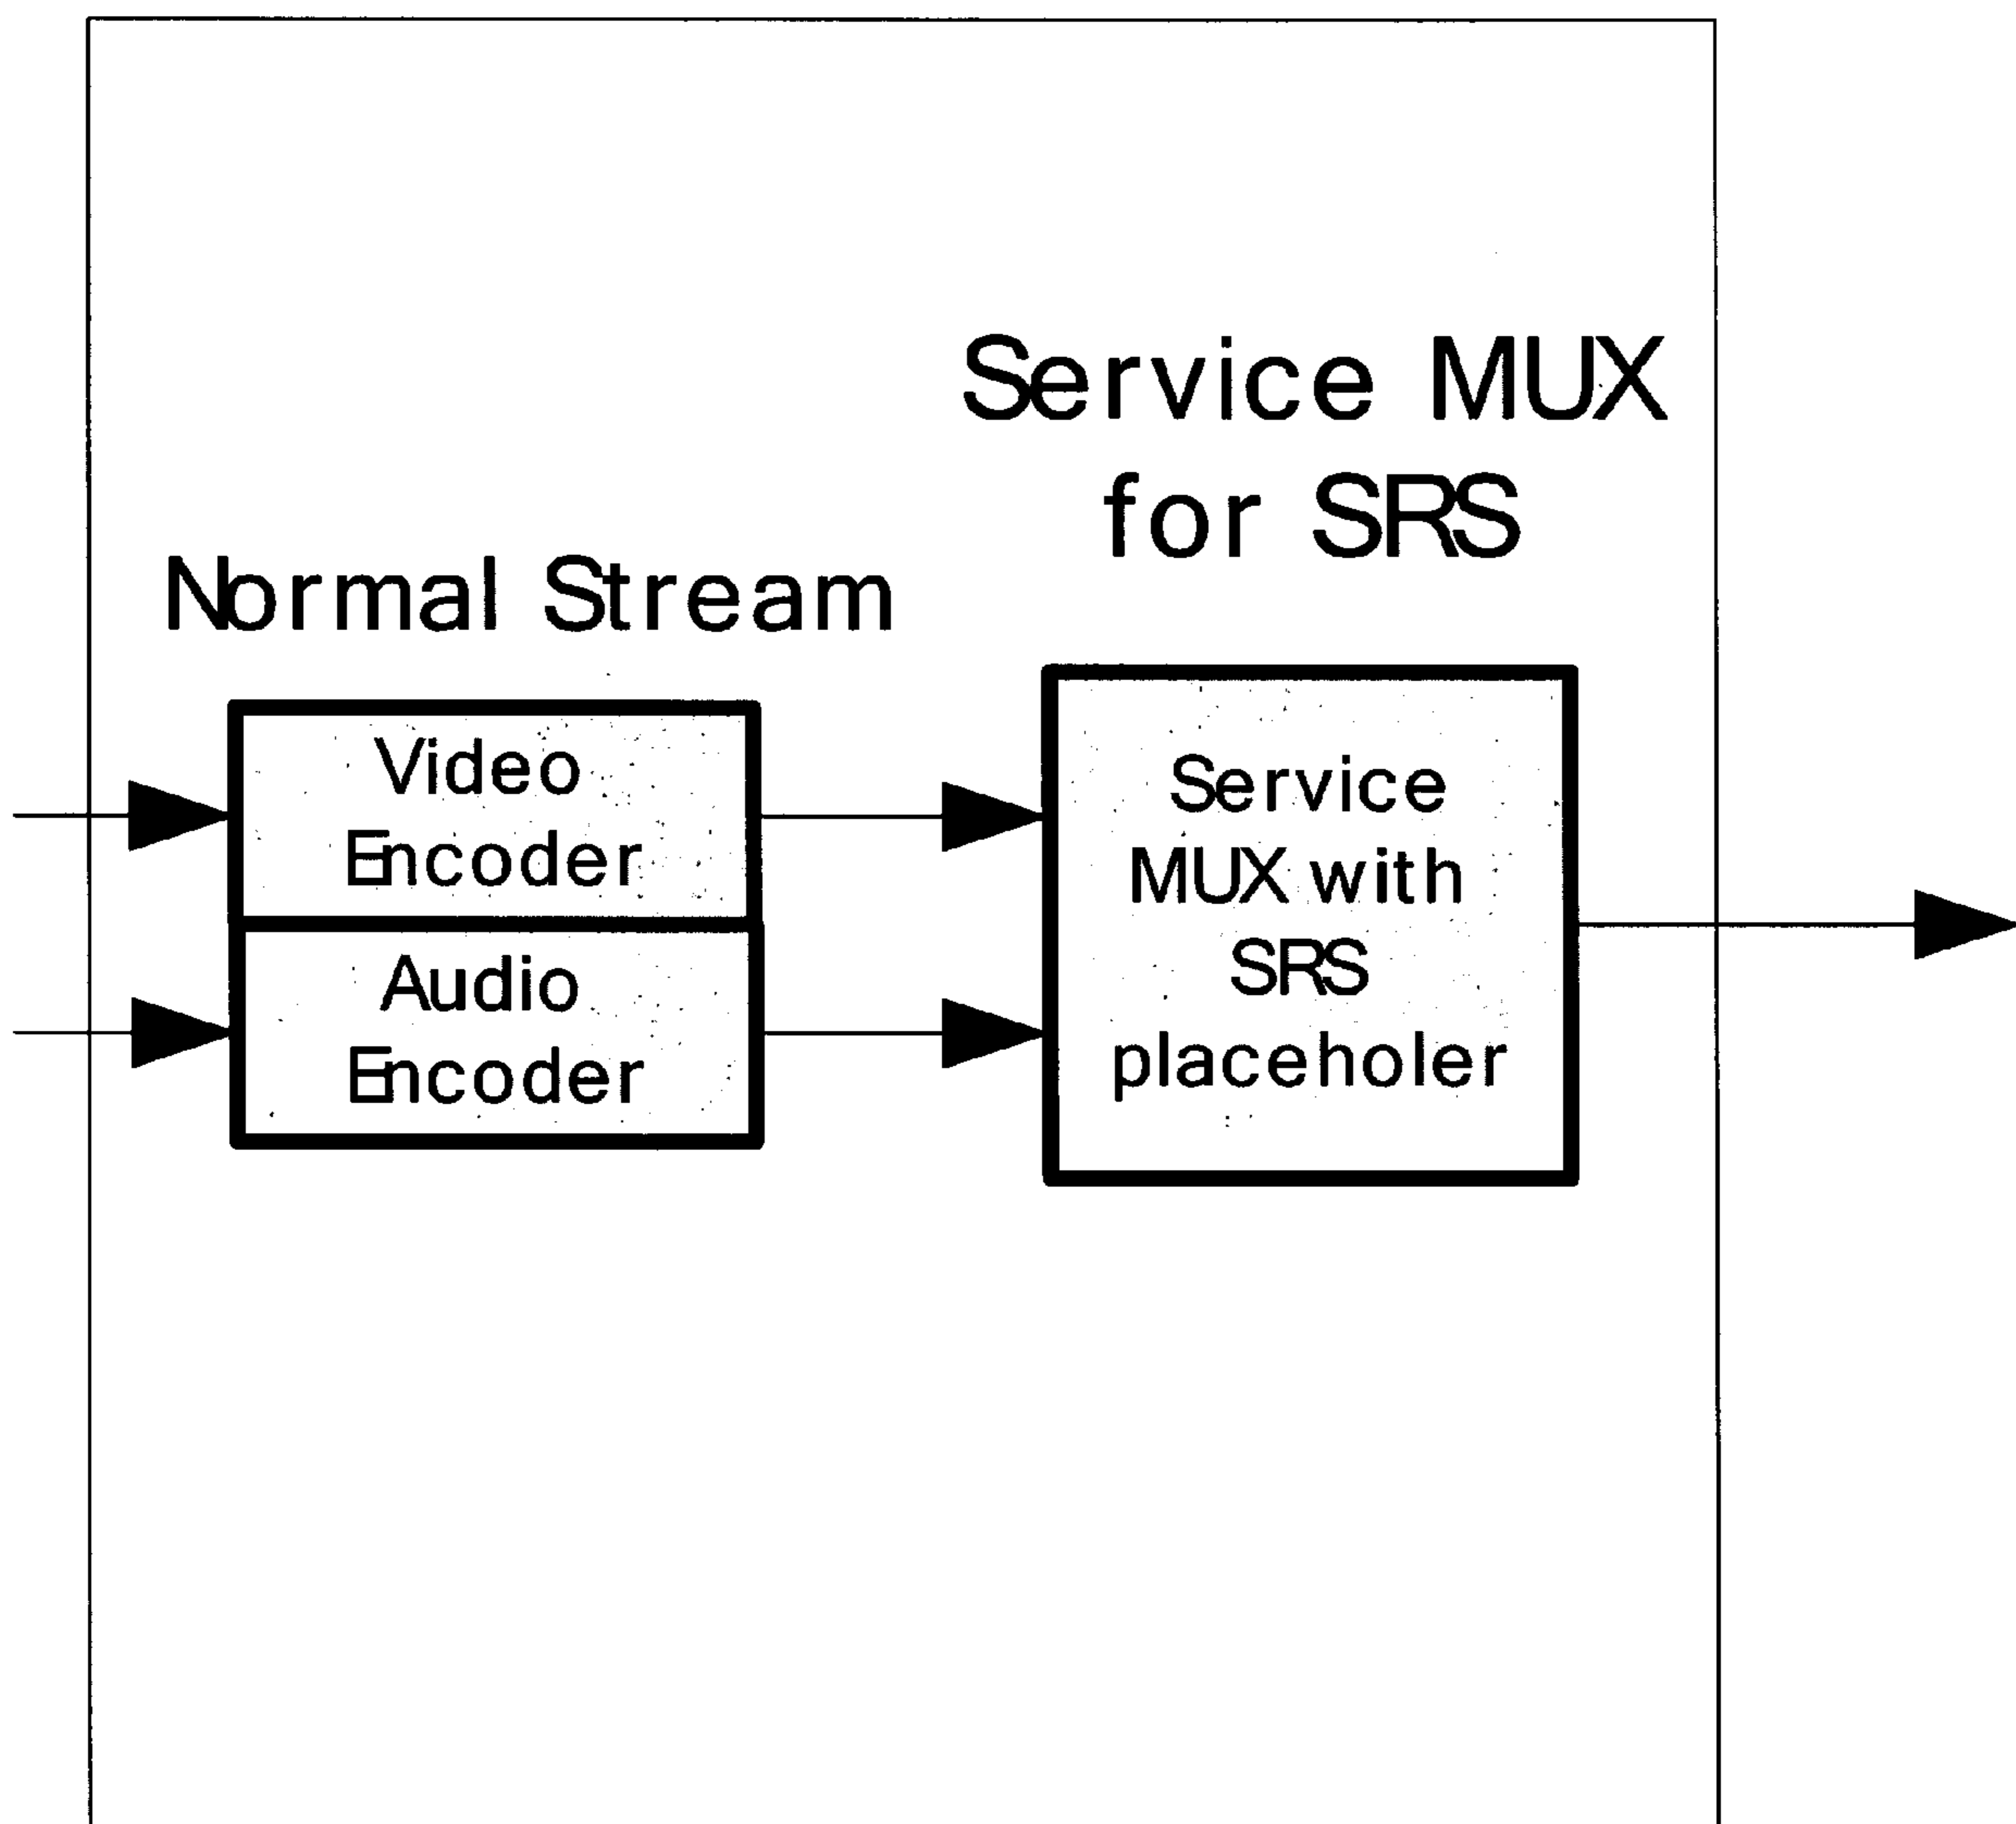 Service MUX
for SRS
Normal Stream
Video
Encoder
Audio
Encoder
Service
MUX with
SRS
placeholer